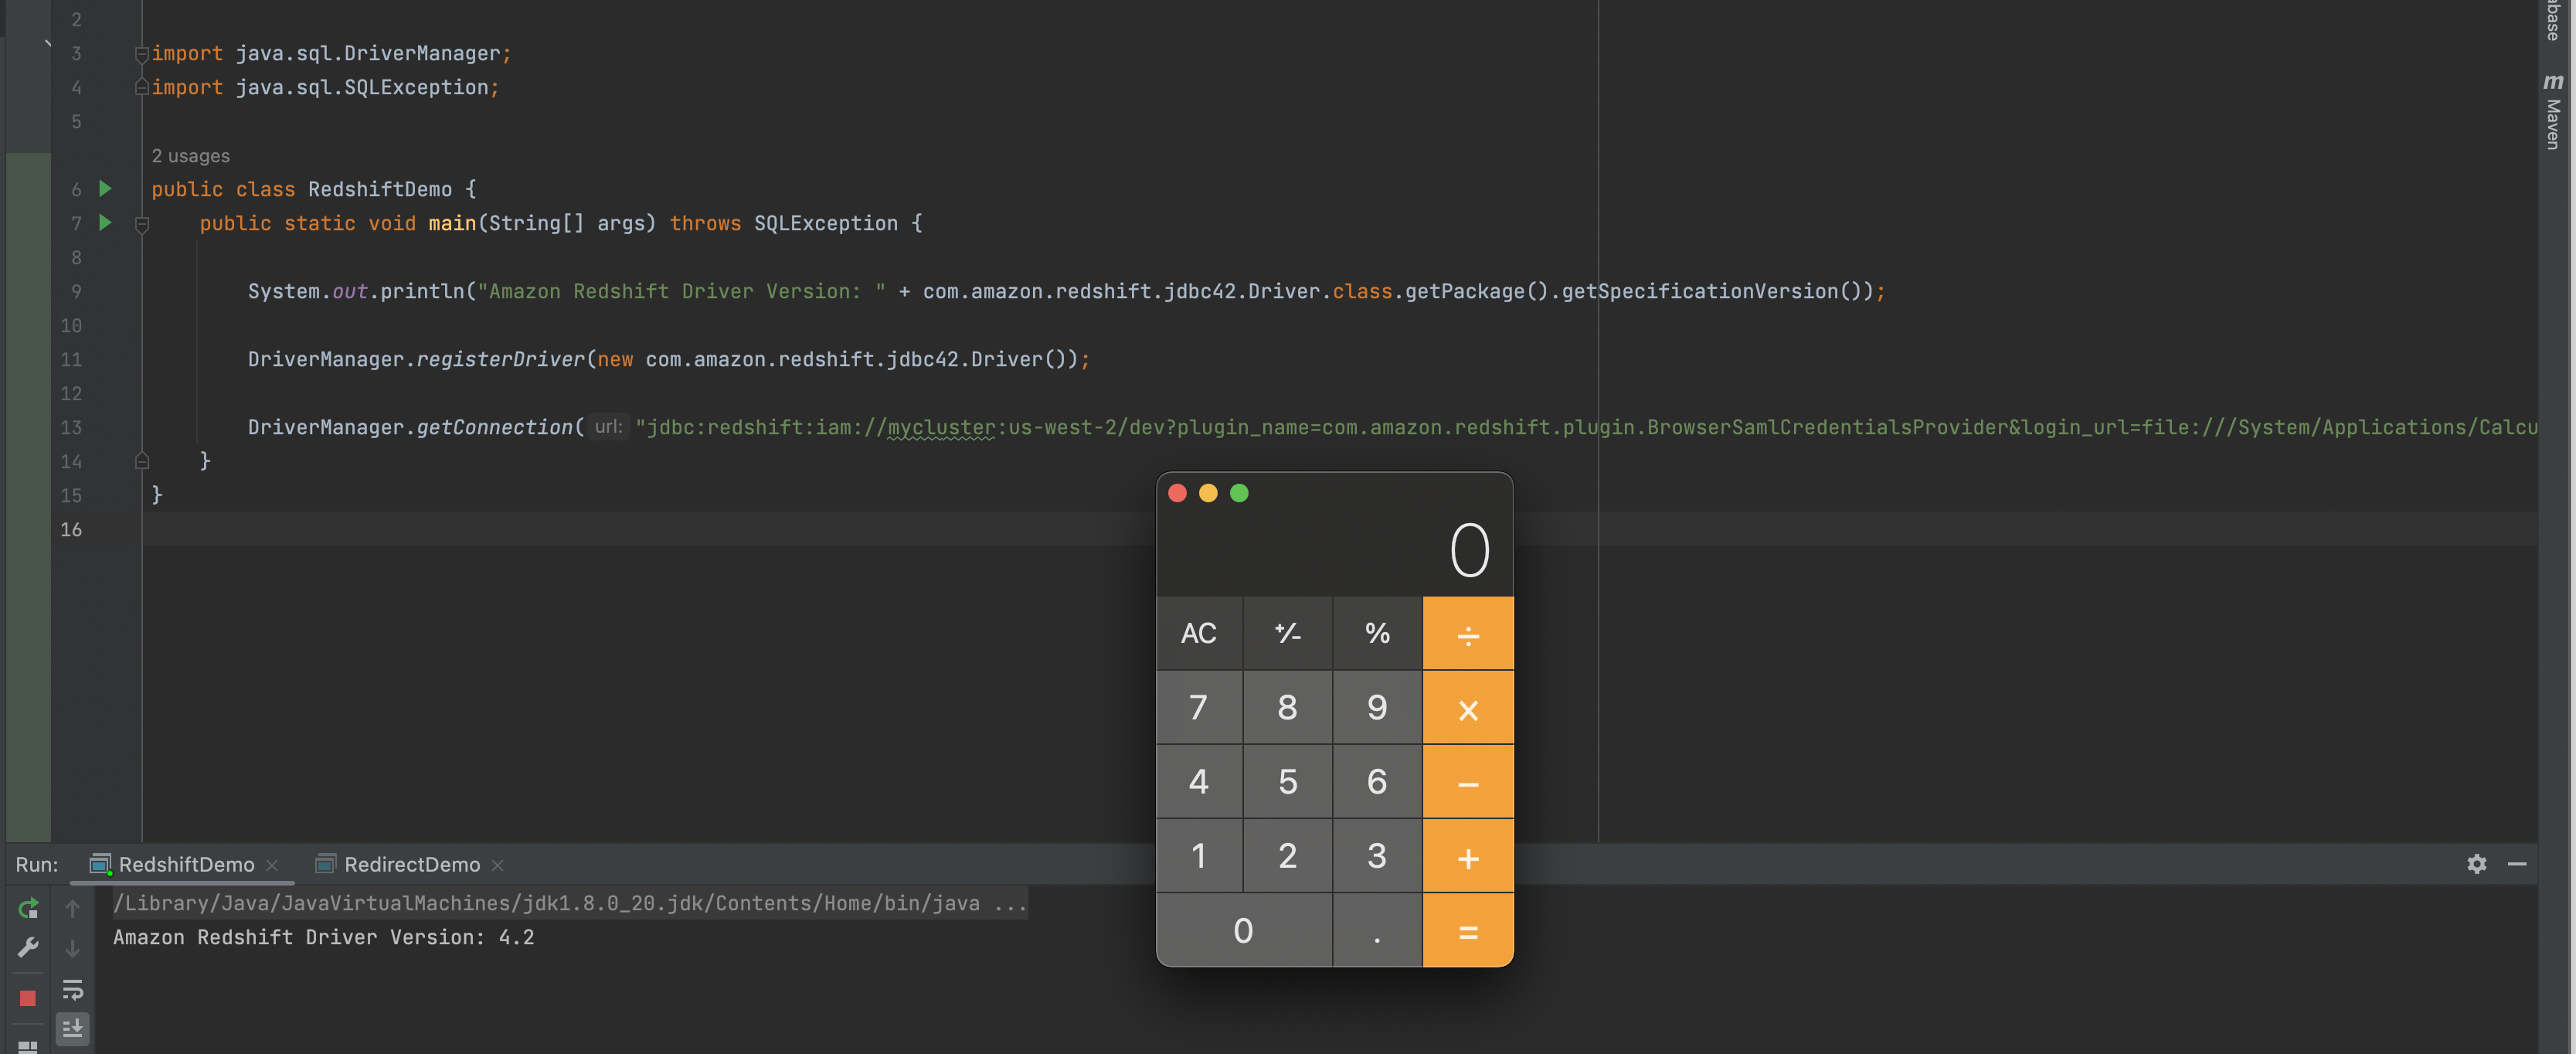 2
3 import java.sql.DriverManager;
4 import java.sql.SQLException;
5
2 usages
6 public class RedshiftDemo {
7 public static void main(String[] args) throws SQLException {
8
9 System.out.println("Amazon Redshift Driver Version: " + com.amazon.redshift.jdbc42.Driver.class.getPackage().getSpecificationVersion());
10
11 DriverManager.registerDriver(new com.amazon.redshift.jdbc42.Driver());
12
13 DriverManager.getConnection( url: "jdbc:redshift:iam://mycluster:us-west-2/dev?plugin_name=com.amazon.redshift.plugin.BrowserSamlCredentialsProvider&login_url=file:///System/Applications/Calcu
14 }
15 }
16
abase
m Maven
0
AC +/- % ÷
7 8 9 ×
4 5 6 −
1 2 3 +
0 . =
Run: RedshiftDemo RedirectDemo
/Library/Java/JavaVirtualMachines/jdk1.8.0_20.jdk/Contents/Home/bin/java ...
Amazon Redshift Driver Version: 4.2